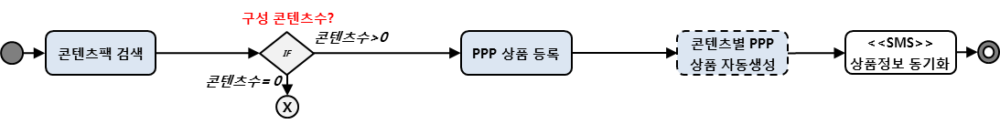 구성 콘텐츠수?
콘텐츠팩 검색
IF
콘텐츠수>0
콘텐츠수= 0
X
PPP 상품 등록
콘텐츠별 PPP
상품 자동생성
<<SMS>>
상품정보 동기화